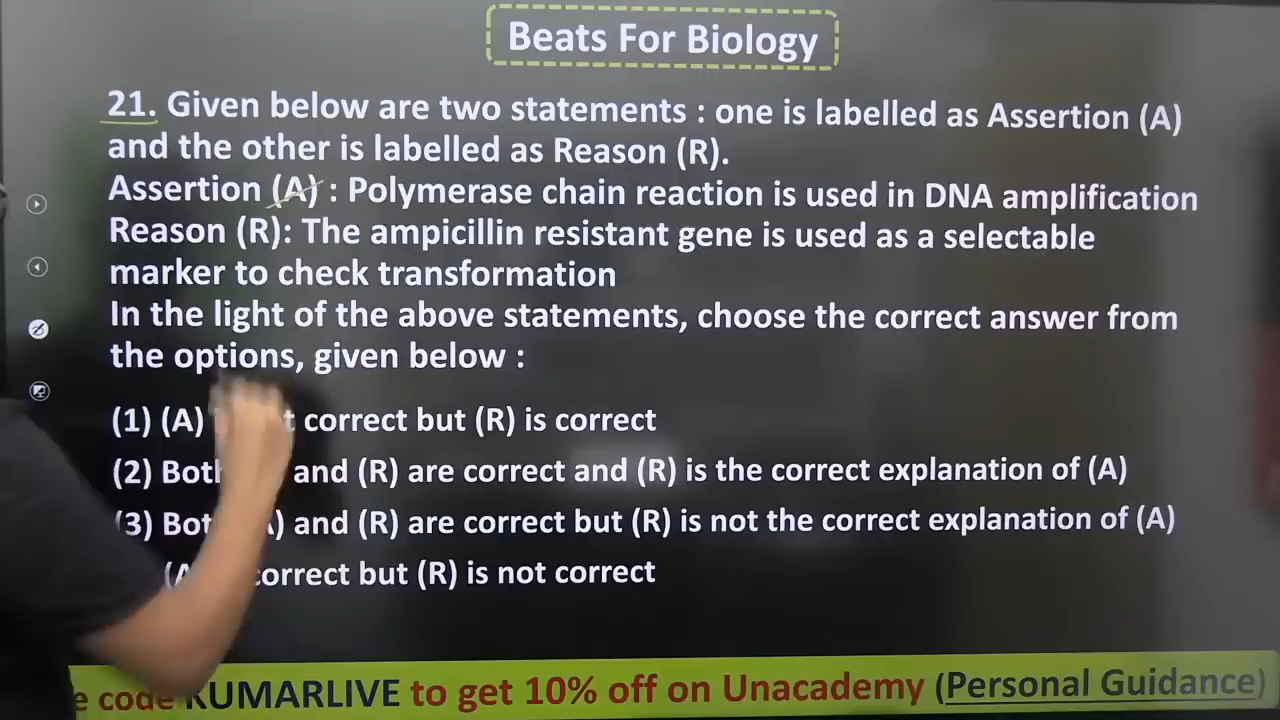 Beats For Biology
21. Given below are two statements : one is labelled as Assertion (A)
and the other is labelled as Reason (R).
Assertion (A) : Polymerase chain reaction is used in DNA amplification
Reason (R): The ampicillin resistant gene is used as a selectable
marker to check transformation
In the light of the above statements, choose the correct answer from
the options, given below :
(1) (A) correct but (R) is correct
(2) and (R) are correct and (R) is the correct explanation of (A)
(3) and (R) are correct but (R) is not the correct explanation of (A)
correct but (R) is not correct
code KUMARLIVE to get 10% off on Unacademy (Personal Guidance)